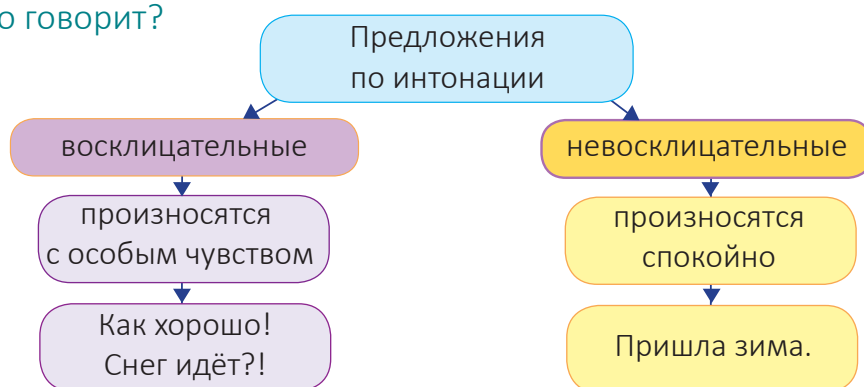 о говорит?
Предложения
по интонации
восклицательные
невосклицательные
произносятся
с особым чувством
произносятся
спокойно
Как хорошо!
Снег идёт?!
Пришла зима.